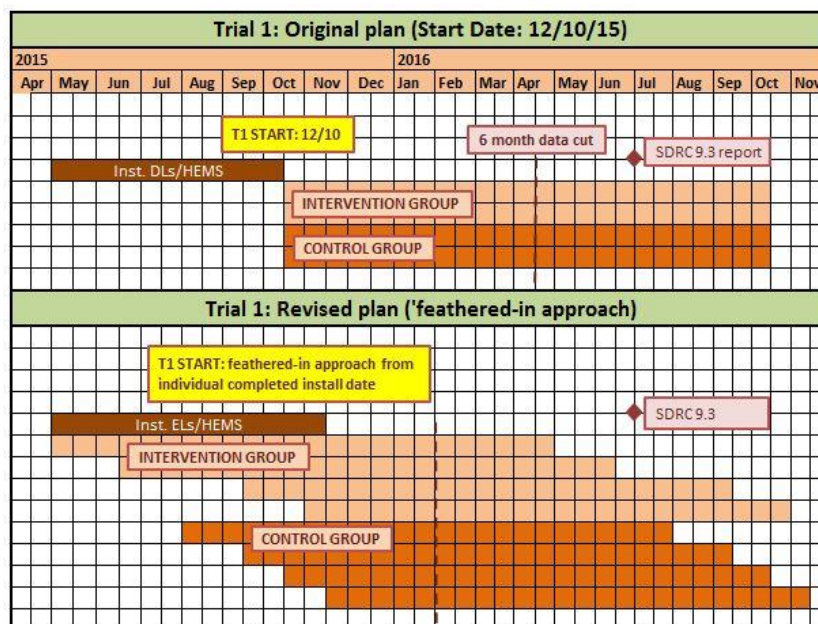 Trial 1: Original plan (Start Date: 12/10/15)
2015 2016
Apr May Jun Jul Aug Sep Oct Nov Dec Jan Feb Mar Apr May Jun Jul Aug Sep Oct Nov
T1 START: 12/10
6 month data cut
SDRC 9.3 report
Inst. DLs/HEMS
INTERVENTION GROUP
CONTROL GROUP
Trial 1: Revised plan ('feathered-in approach)
T1 START: feathered-in approach from
individual completed install date
SDRC 9.3
Inst. ELs/HEMS
INTERVENTION GROUP
CONTROL GROUP